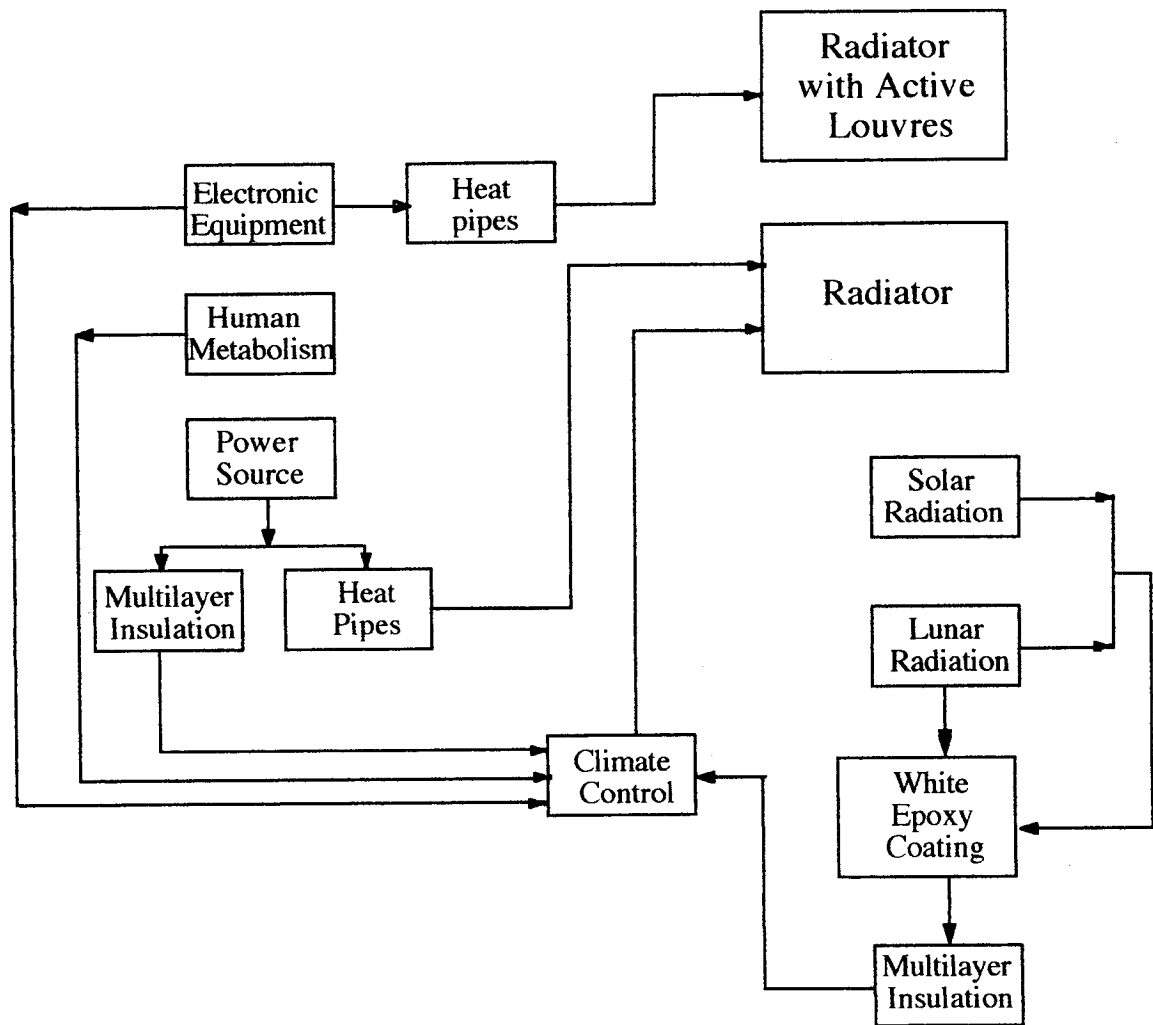 Radiator
with Active
Louvres
Electronic
Equipment
Heat
pipes
Radiator
Human
Metabolism
Power
Source
Solar
Radiation
Multilayer
Insulation
Heat
Pipes
Lunar
Radiation
Climate
Control
White
Epoxy
Coating
Multilayer
Insulation